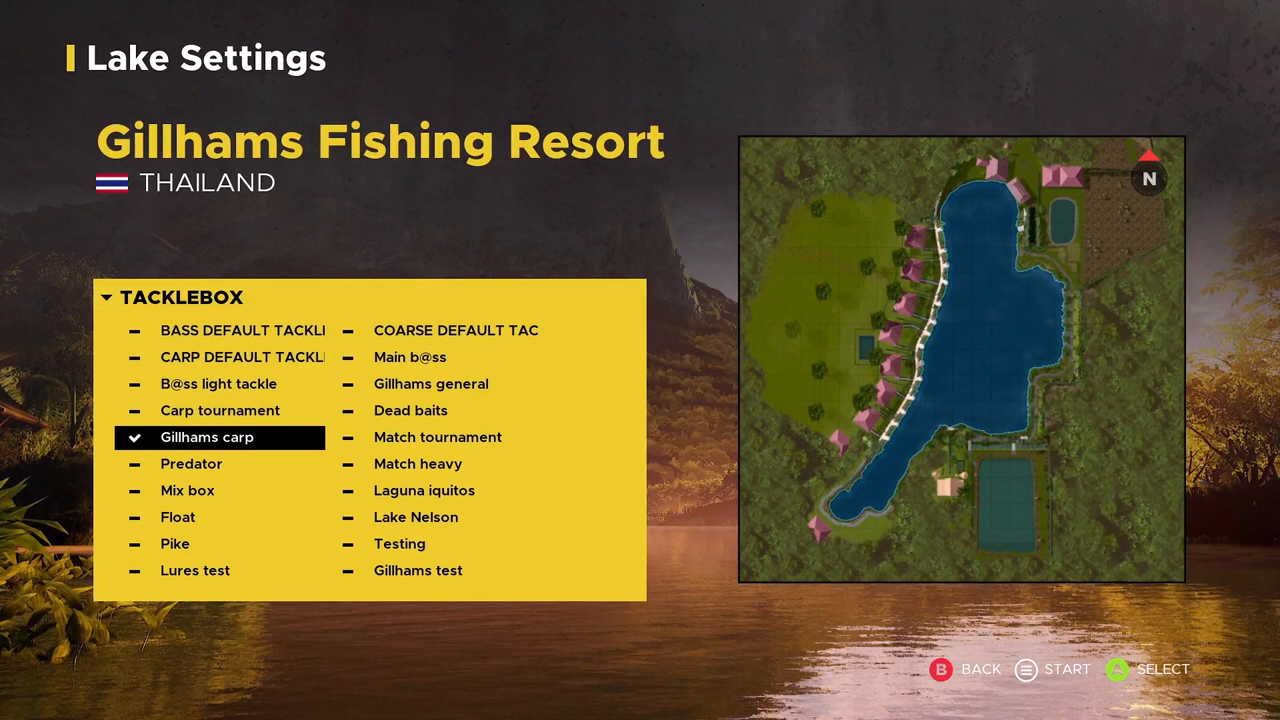 Lake Settings
Gillhams Fishing Resort
THAILAND
N
TACKLEBOX
BASS DEFAULT TACKLI
COARSE DEFAULT TAC
CARP DEFAULT TACKL
Main b@ss
B@ss light tackle
Gillhams general
Carp tournament
Dead baits
Gillhams carp
Match tournament
Predator
Match heavy
Mix box
Laguna iquitos
Float
Lake Nelson
Pike
Testing
Lures test
Gillhams test
B BACK START A SELECT